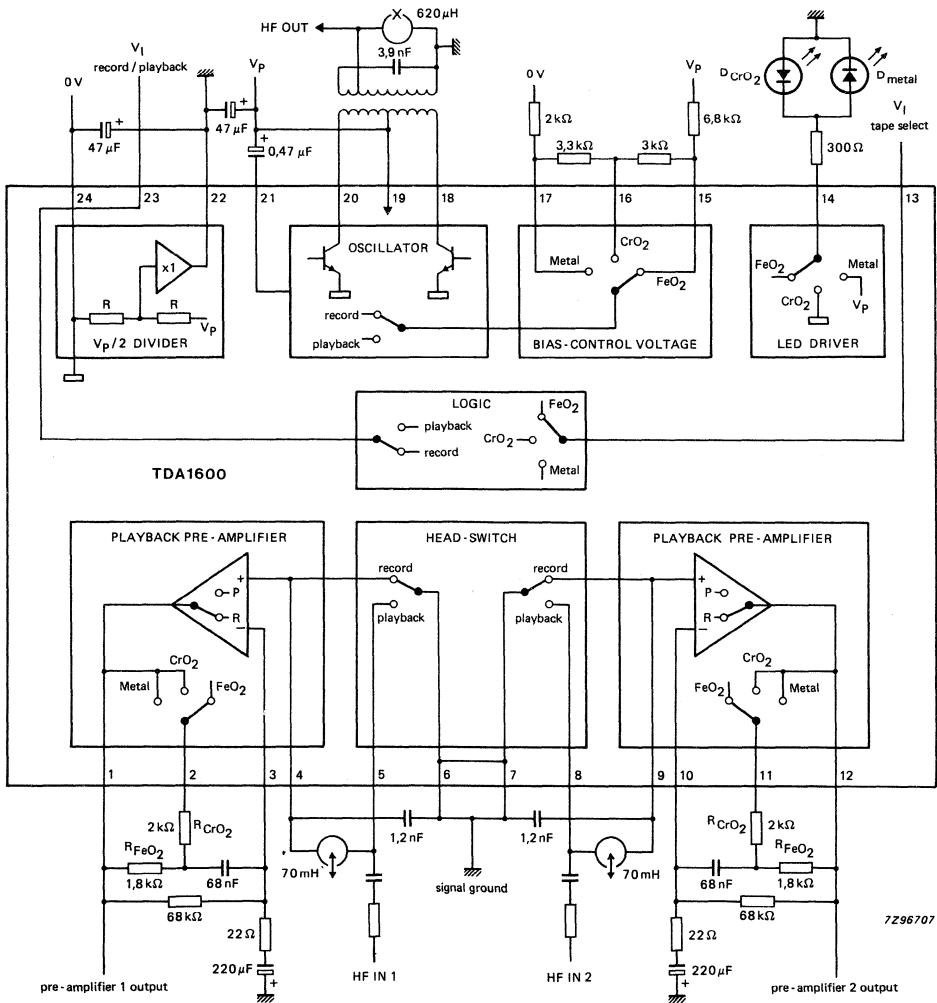 HF OUT
620 μH
3,9 nF
V_I
record / playback
0 V
V_P
47 μF
+
47 μF
+
0,47 μF
+
0 V
V_P
2 kΩ
3,3 kΩ
3 kΩ
6,8 kΩ
D_CrO2
D_metal
V_I
tape select
300 Ω
24
23
22
21
20
19
18
17
16
15
14
13
x1
R
R
V_P
V_P/2 DIVIDER
OSCILLATOR
record
playback
Metal
CrO2
FeO2
BIAS-CONTROL VOLTAGE
FeO2
Metal
CrO2
V_P
LED DRIVER
LOGIC
playback
record
FeO2
CrO2
Metal
TDA1600
PLAYBACK PRE-AMPLIFIER
+
P
R
−
CrO2
Metal
FeO2
HEAD-SWITCH
record
playback
record
playback
PLAYBACK PRE-AMPLIFIER
+
P
R
−
CrO2
FeO2
Metal
1
2
3
4
5
6
7
8
9
10
11
12
2 kΩ
R_CrO2
R_FeO2
1,8 kΩ
68 nF
68 kΩ
22 Ω
220 μF
+
pre-amplifier 1 output
1,2 nF
70 mH
HF IN 1
signal ground
1,2 nF
70 mH
HF IN 2
R_CrO2
2 kΩ
R_FeO2
68 nF
1,8 kΩ
68 kΩ
22 Ω
220 μF
+
pre-amplifier 2 output
7Z96707